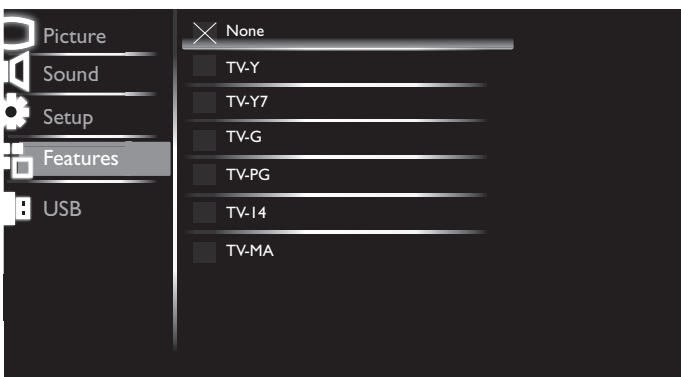 Picture
Sound
Setup
Features
USB
None
TV-Y
TV-Y7
TV-G
TV-PG
TV-14
TV-MA